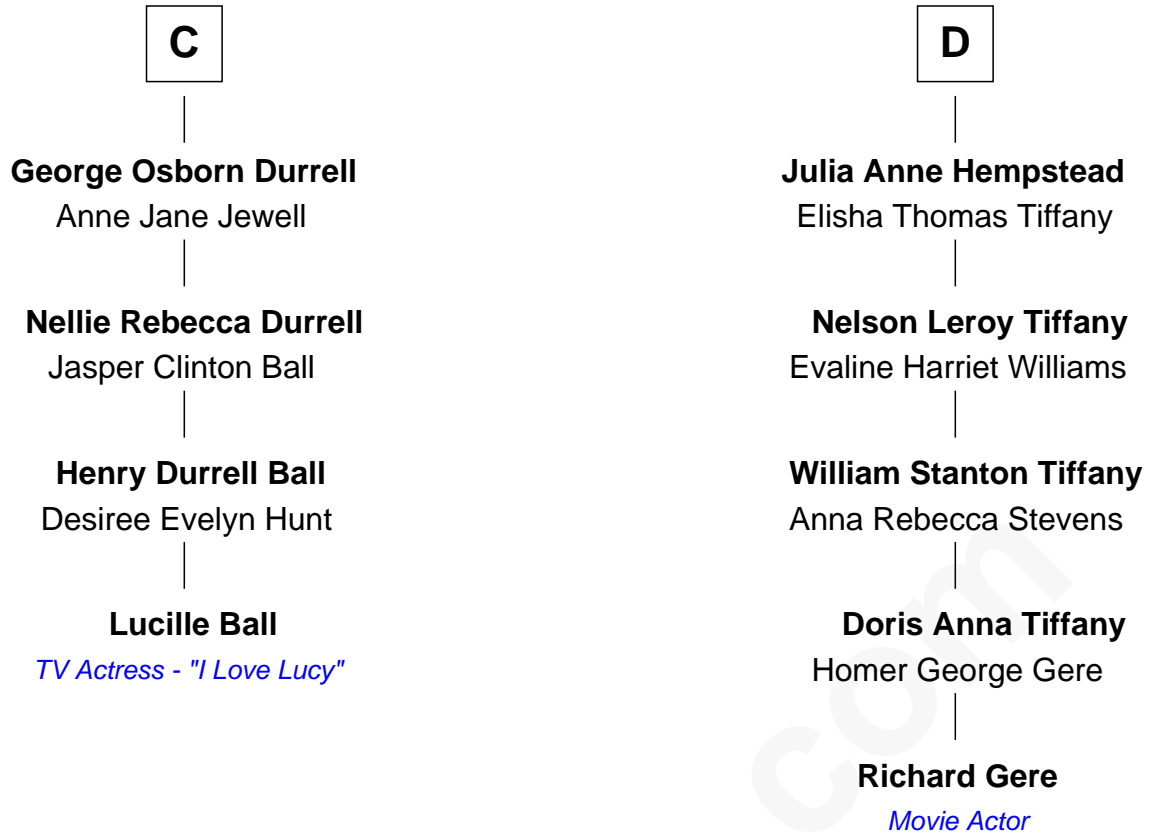 C
George Osborn Durrell
Anne Jane Jewell
Nellie Rebecca Durrell
Jasper Clinton Ball
Henry Durrell Ball
Desiree Evelyn Hunt
Lucille Ball
TV Actress - "I Love Lucy"
D
Julia Anne Hempstead
Elisha Thomas Tiffany
Nelson Leroy Tiffany
Evaline Harriet Williams
William Stanton Tiffany
Anna Rebecca Stevens
Doris Anna Tiffany
Homer George Gere
Richard Gere
Movie Actor
com